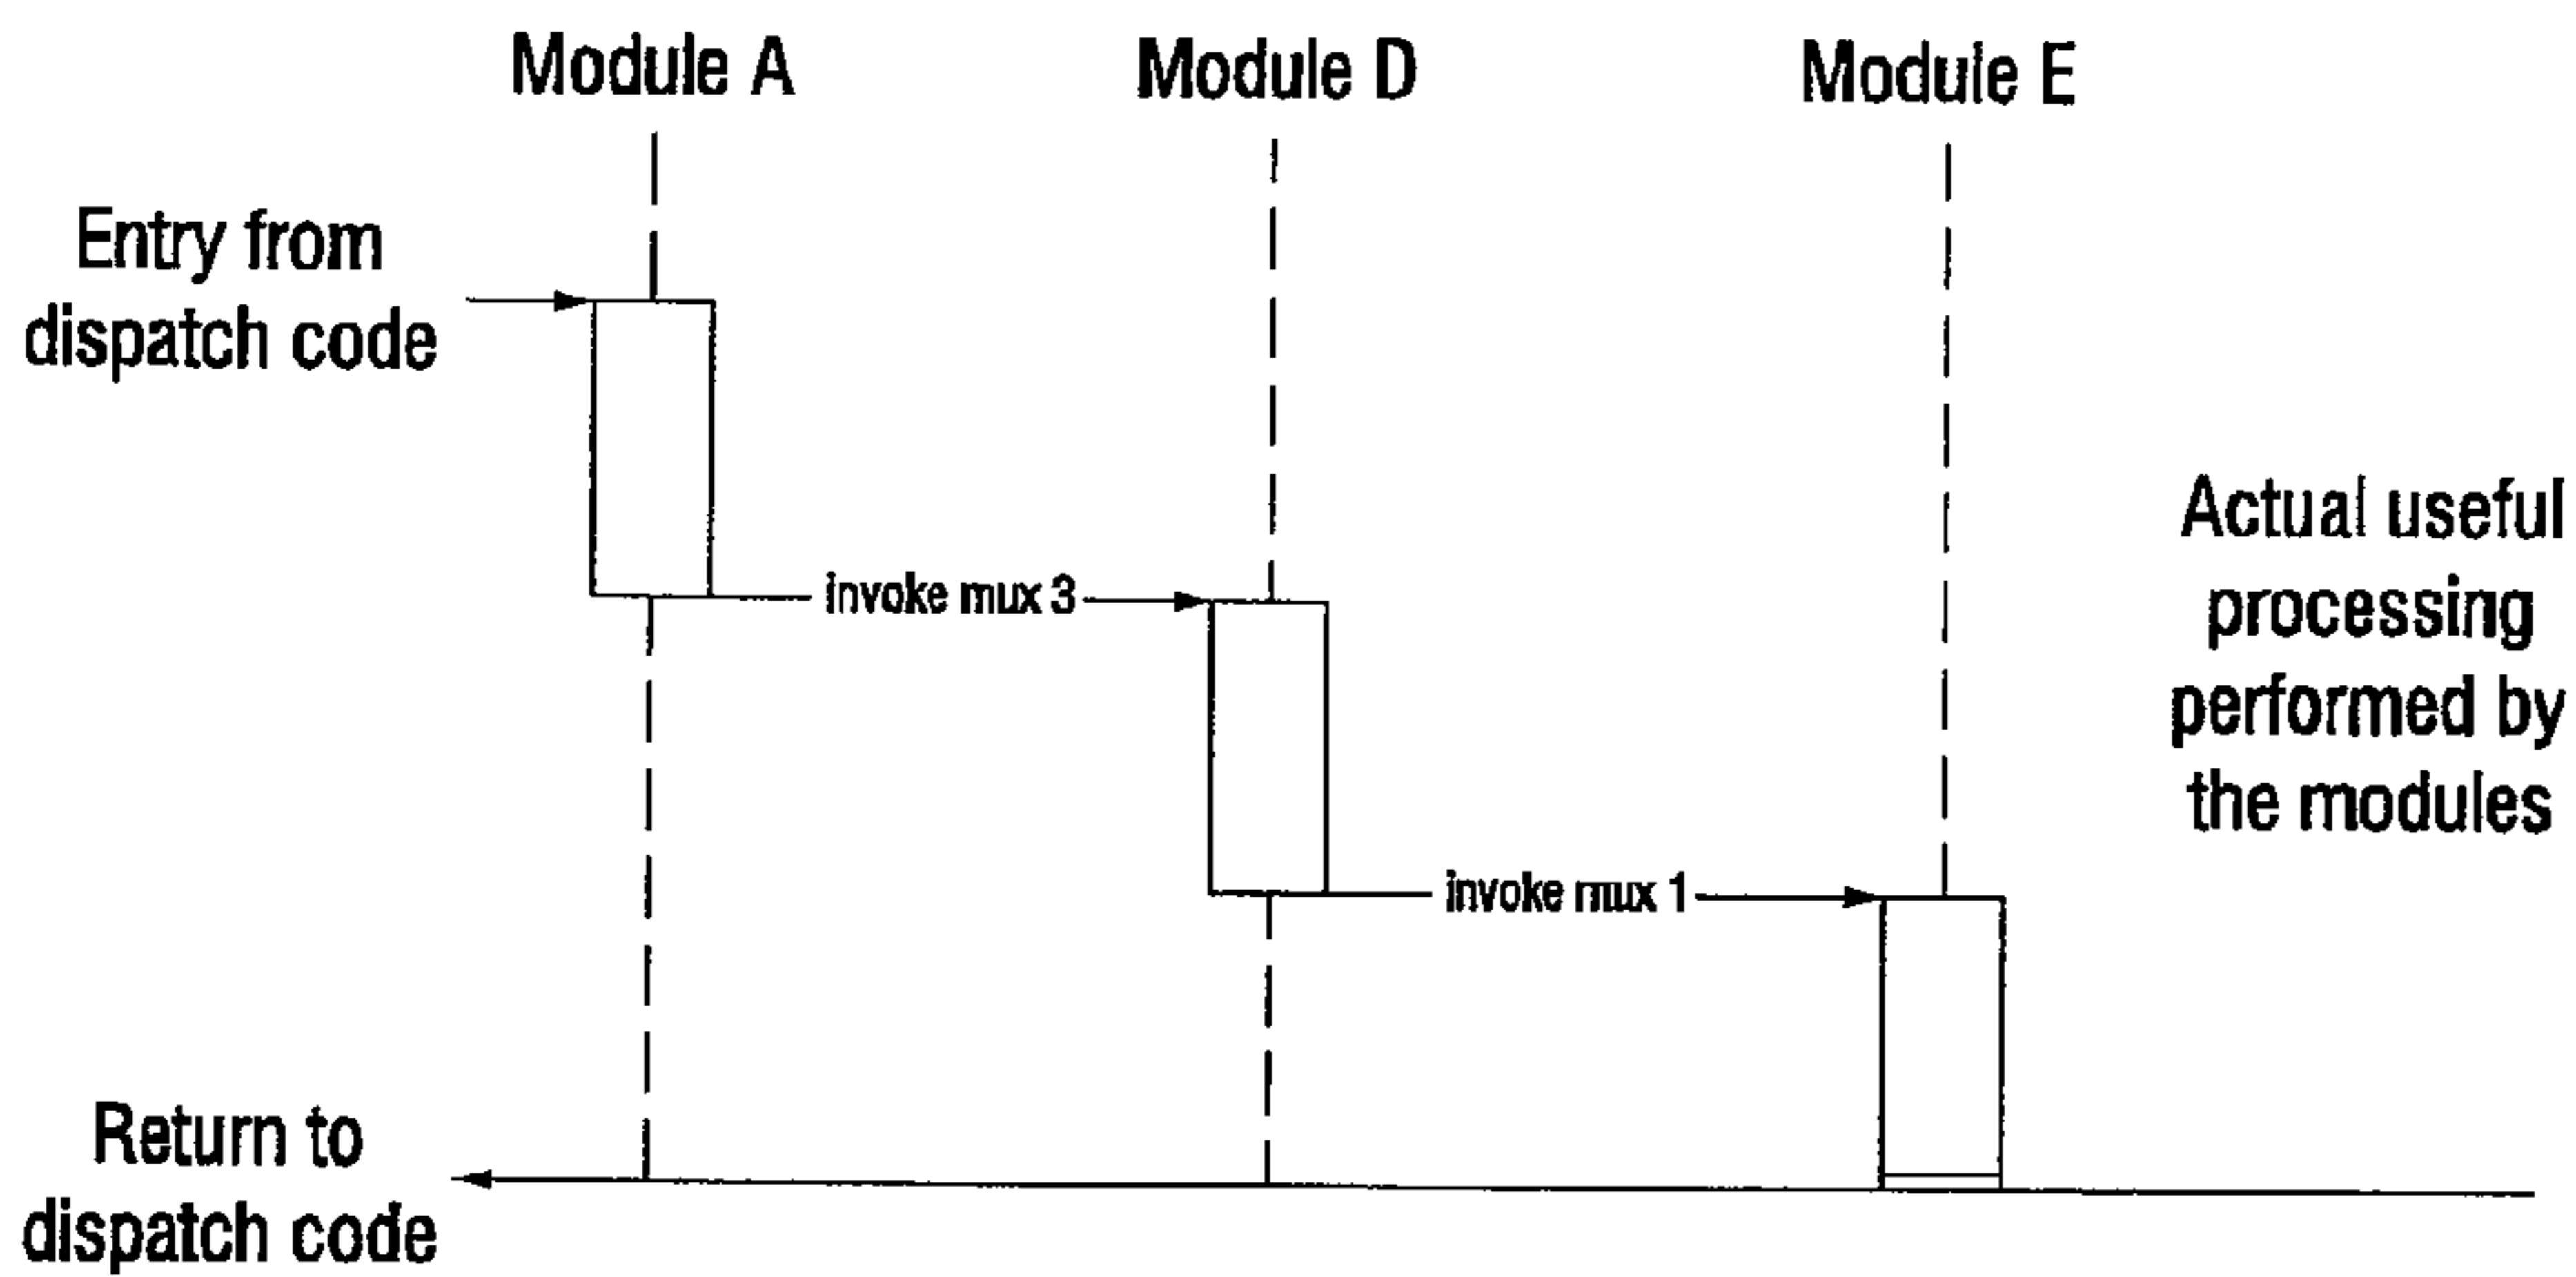 Module A
Module D
Module E
Entry from
dispatch code
Actual useful
processing
performed by
the modules
invoke mux 3
invoke mux 1
Return to
dispatch code